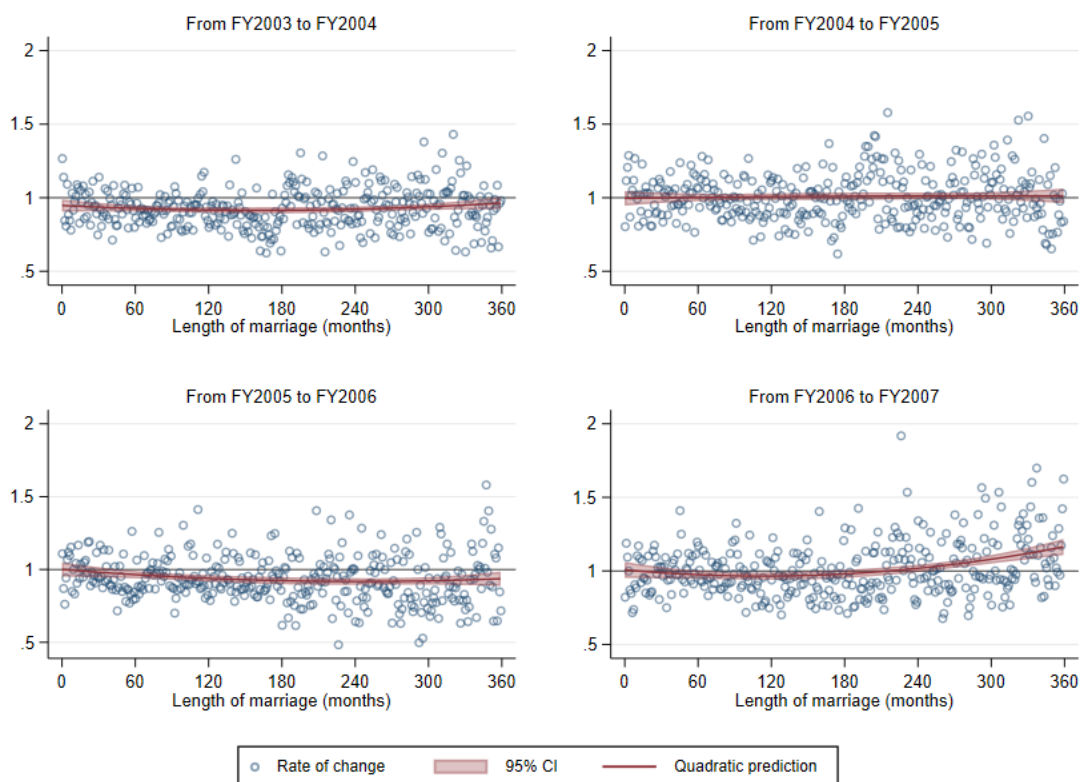 From FY2003 to FY2004
2
1.5
1
.5
0 60 120 180 240 300 360
Length of marriage (months)
From FY2004 to FY2005
2
1.5
1
.5
0 60 120 180 240 300 360
Length of marriage (months)
From FY2005 to FY2006
2
1.5
1
.5
0 60 120 180 240 300 360
Length of marriage (months)
From FY2006 to FY2007
2
1.5
1
.5
0 60 120 180 240 300 360
Length of marriage (months)
Rate of change 95% CI Quadratic prediction